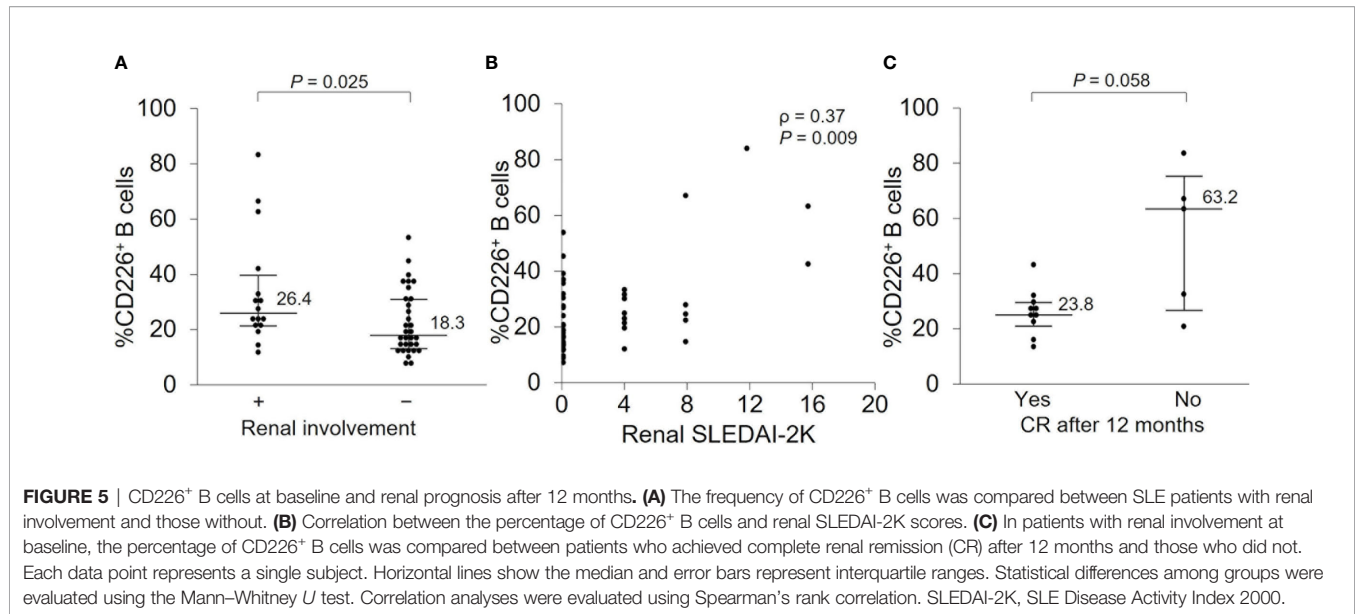 A
P = 0.025
100
80
60
40
20
0
%CD226+ B cells
26.4
18.3
+
−
Renal involvement
B
ρ = 0.37
P = 0.009
100
80
60
40
20
0
%CD226+ B cells
0 4 8 12 16 20
Renal SLEDAI-2K
C
P = 0.058
100
80
60
40
20
0
%CD226+ B cells
23.8
63.2
Yes No
CR after 12 months
FIGURE 5 | CD226+ B cells at baseline and renal prognosis after 12 months. (A) The frequency of CD226+ B cells was compared between SLE patients with renal
involvement and those without. (B) Correlation between the percentage of CD226+ B cells and renal SLEDAI-2K scores. (C) In patients with renal involvement at
baseline, the percentage of CD226+ B cells was compared between patients who achieved complete renal remission (CR) after 12 months and those who did not.
Each data point represents a single subject. Horizontal lines show the median and error bars represent interquartile ranges. Statistical differences among groups were
evaluated using the Mann–Whitney U test. Correlation analyses were evaluated using Spearman's rank correlation. SLEDAI-2K, SLE Disease Activity Index 2000.